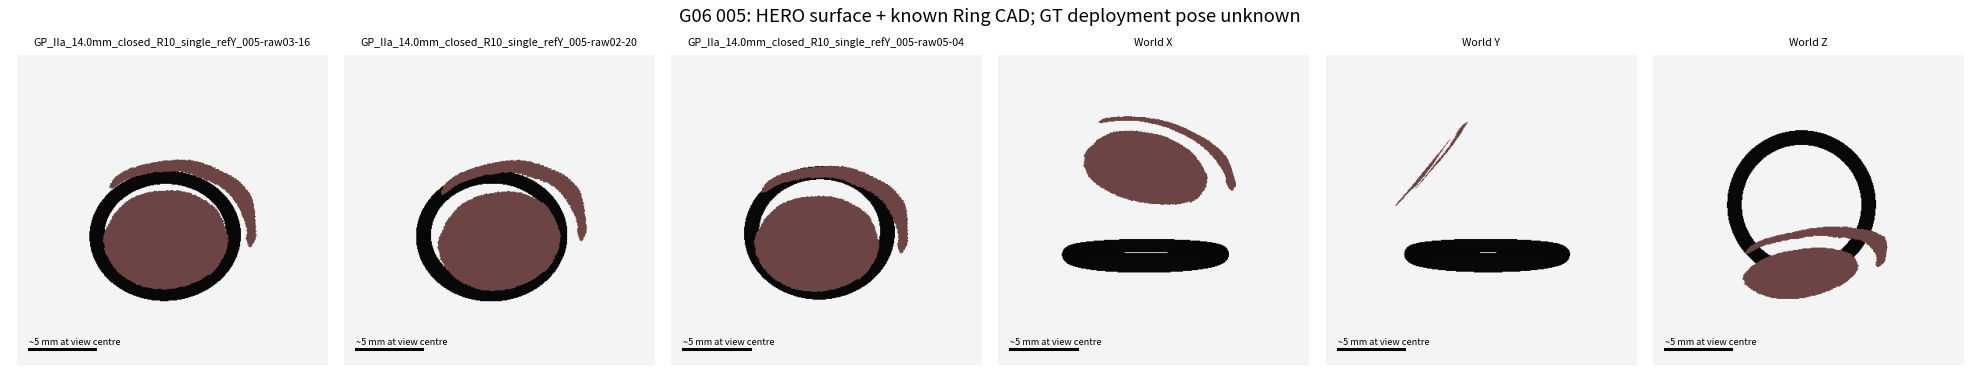 G06 005: HERO surface + known Ring CAD; GT deployment pose unknown
GP_IIa_14.0mm_closed_R10_single_refY_005-raw03-16
GP_IIa_14.0mm_closed_R10_single_refY_005-raw02-20
GP_IIa_14.0mm_closed_R10_single_refY_005-raw05-04
World X
World Y
World Z
~5 mm at view centre
~5 mm at view centre
~5 mm at view centre
~5 mm at view centre
~5 mm at view centre
~5 mm at view centre